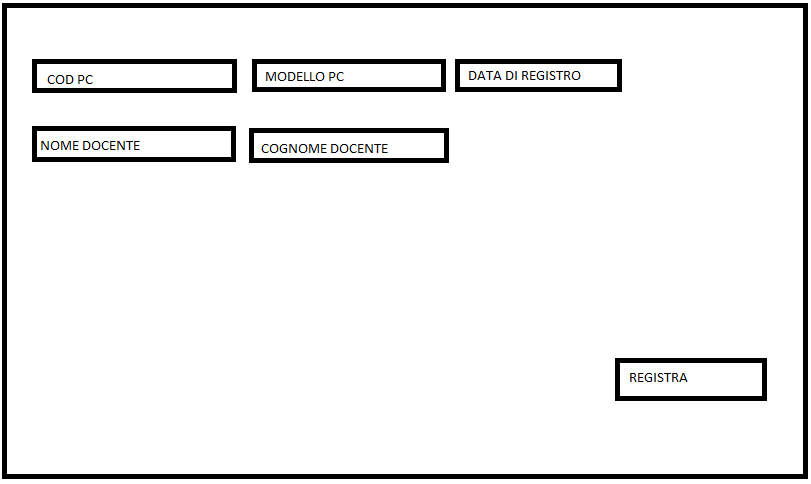 COD PC
MODELLO PC
DATA DI REGISTRO
NOME DOCENTE
COGNOME DOCENTE
REGISTRA